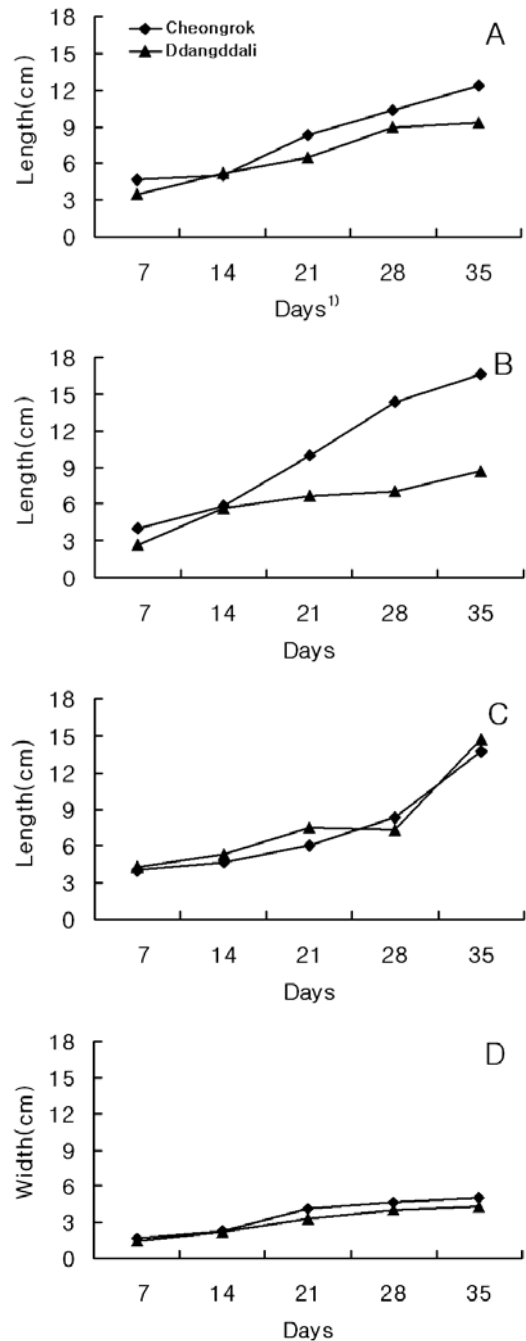 Cheongrok
Ddangddali
A
Length(cm)
18
15
12
9
6
3
0
7 14 21 28 35
Days¹⁾
B
Length(cm)
18
15
12
9
6
3
0
7 14 21 28 35
Days
C
Length(cm)
18
15
12
9
6
3
0
7 14 21 28 35
Days
D
Width(cm)
18
15
12
9
6
3
0
7 14 21 28 35
Days